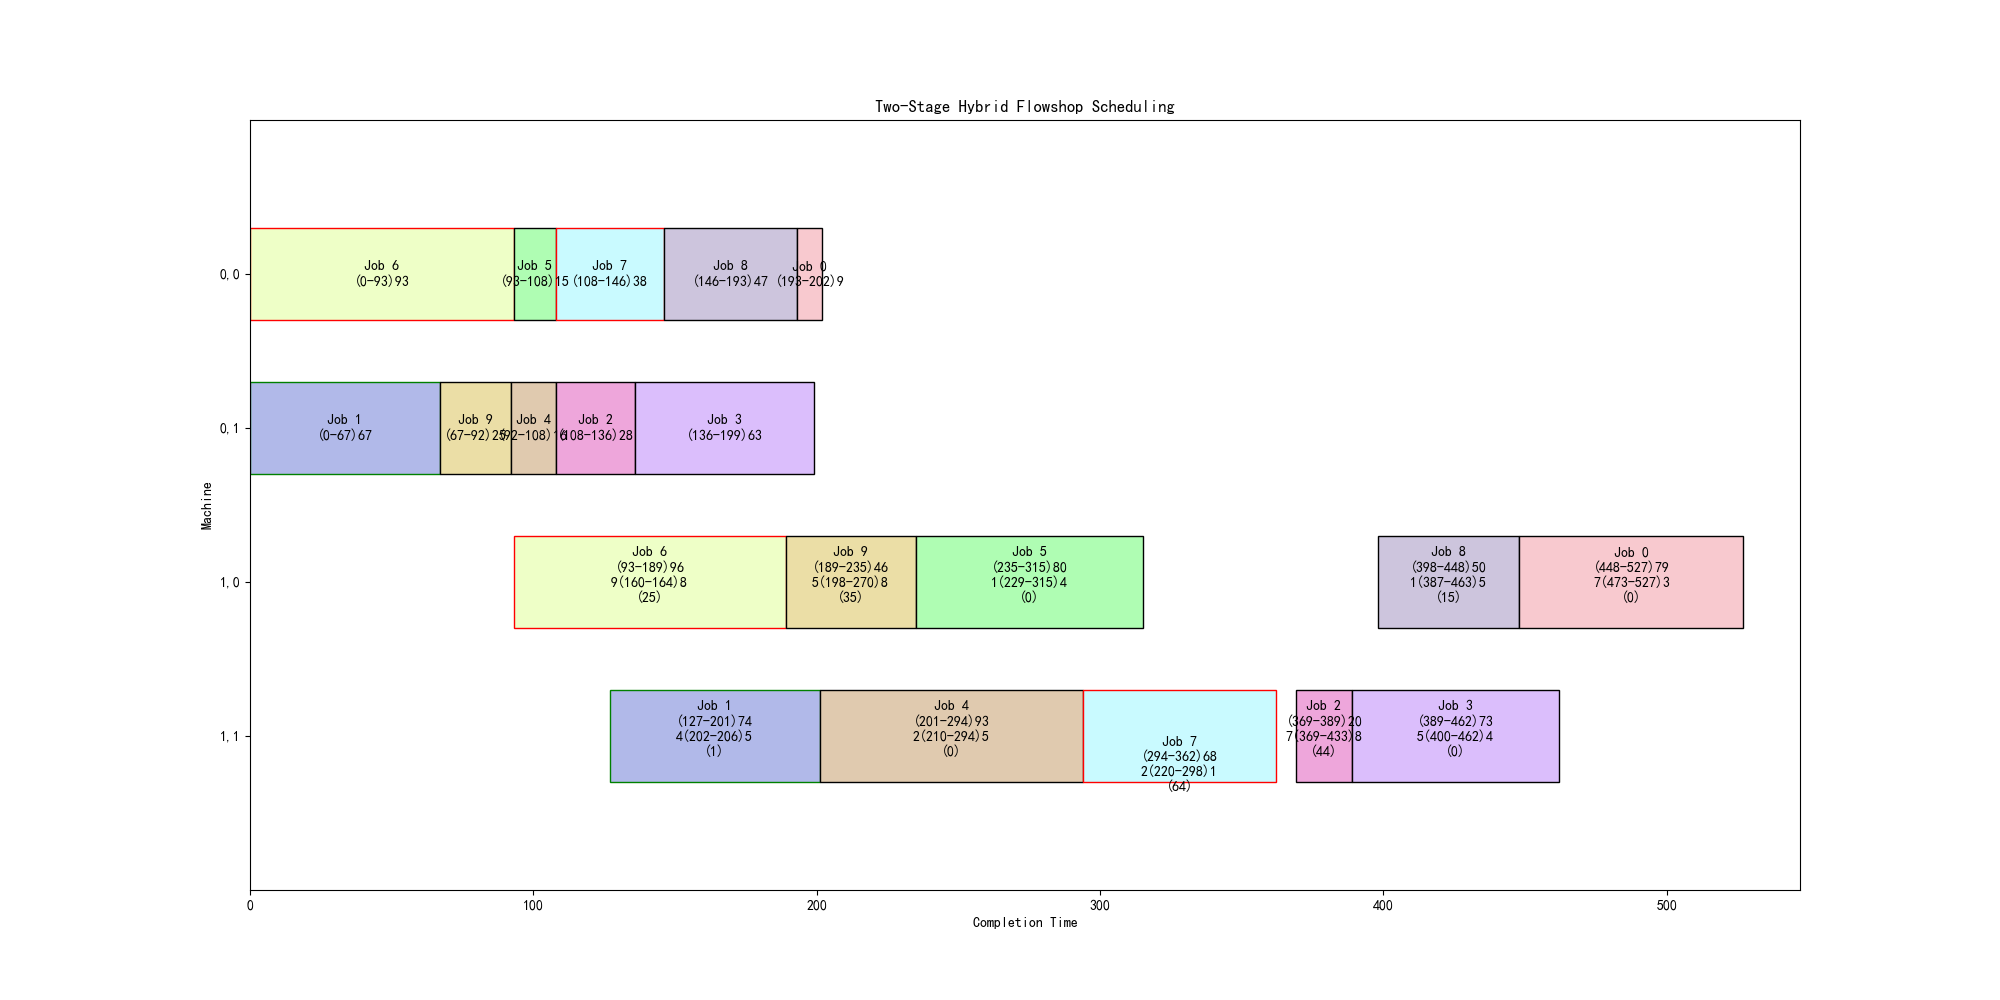 Two-Stage Hybrid Flowshop Scheduling
Machine
0,0
Job 6
(0-93)93
Job 5
(93-108)15
Job 7
(108-146)38
Job 8
(146-193)47
Job 0
(193-202)9
0,1
Job 1
(0-67)67
Job 9
(67-92)25
Job 4
(92-108)16
Job 2
(108-136)28
Job 3
(136-199)63
1,0
Job 6
(93-189)96
9(160-164)8
(25)
Job 9
(189-235)46
5(198-270)8
(35)
Job 5
(235-315)80
1(229-315)4
(0)
Job 8
(398-448)50
1(387-463)5
(15)
Job 0
(448-527)79
7(473-527)3
(0)
1,1
Job 1
(127-201)74
4(202-206)5
(1)
Job 4
(201-294)93
2(210-294)5
(0)
Job 7
(294-362)68
2(220-298)1
(64)
Job 2
(369-389)20
7(369-433)8
(44)
Job 3
(389-462)73
5(400-462)4
(0)
0
100
200
300
400
500
Completion Time